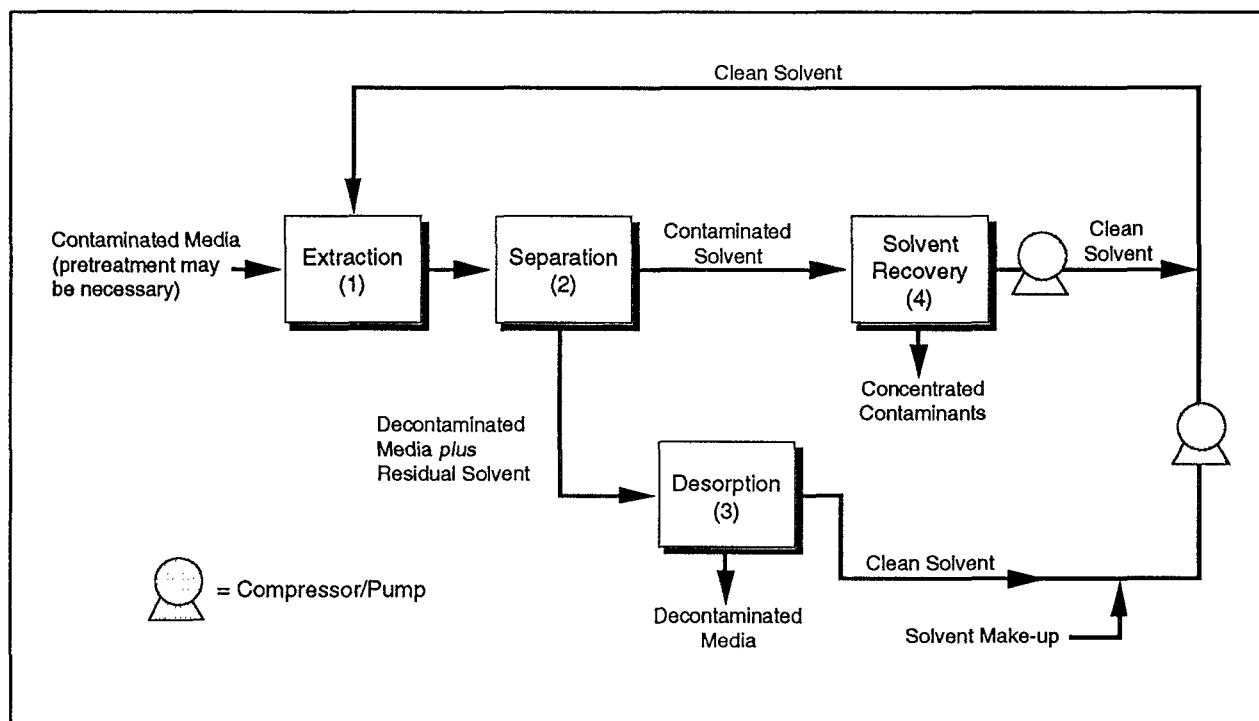 Clean Solvent
Contaminated Media
(pretreatment may
be necessary)
Extraction
(1)
Separation
(2)
Contaminated
Solvent
Solvent
Recovery
(4)
Clean
Solvent
Concentrated
Contaminants
Decontaminated
Media plus
Residual Solvent
Desorption
(3)
Clean Solvent
= Compressor/Pump
Decontaminated
Media
Solvent Make-up